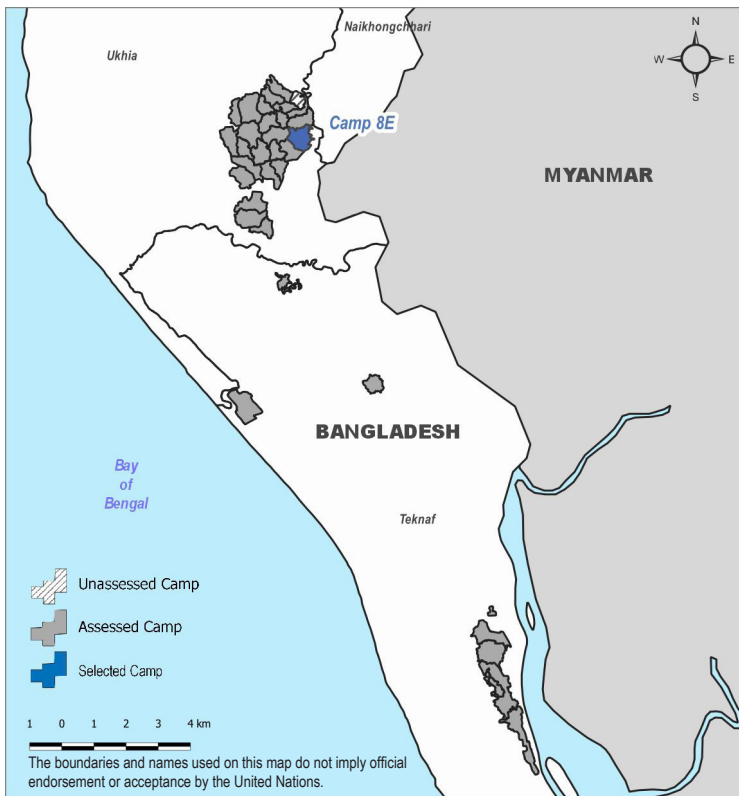 Naikhongchhari
Ukhia
N
W
E
S
Camp 8E
MYANMAR
BANGLADESH
Bay
of
Bengal
Teknaf
Unassessed Camp
Assessed Camp
Selected Camp
1 0 1 2 3 4 km
The boundaries and names used on this map do not imply official
endorsement or acceptance by the United Nations.